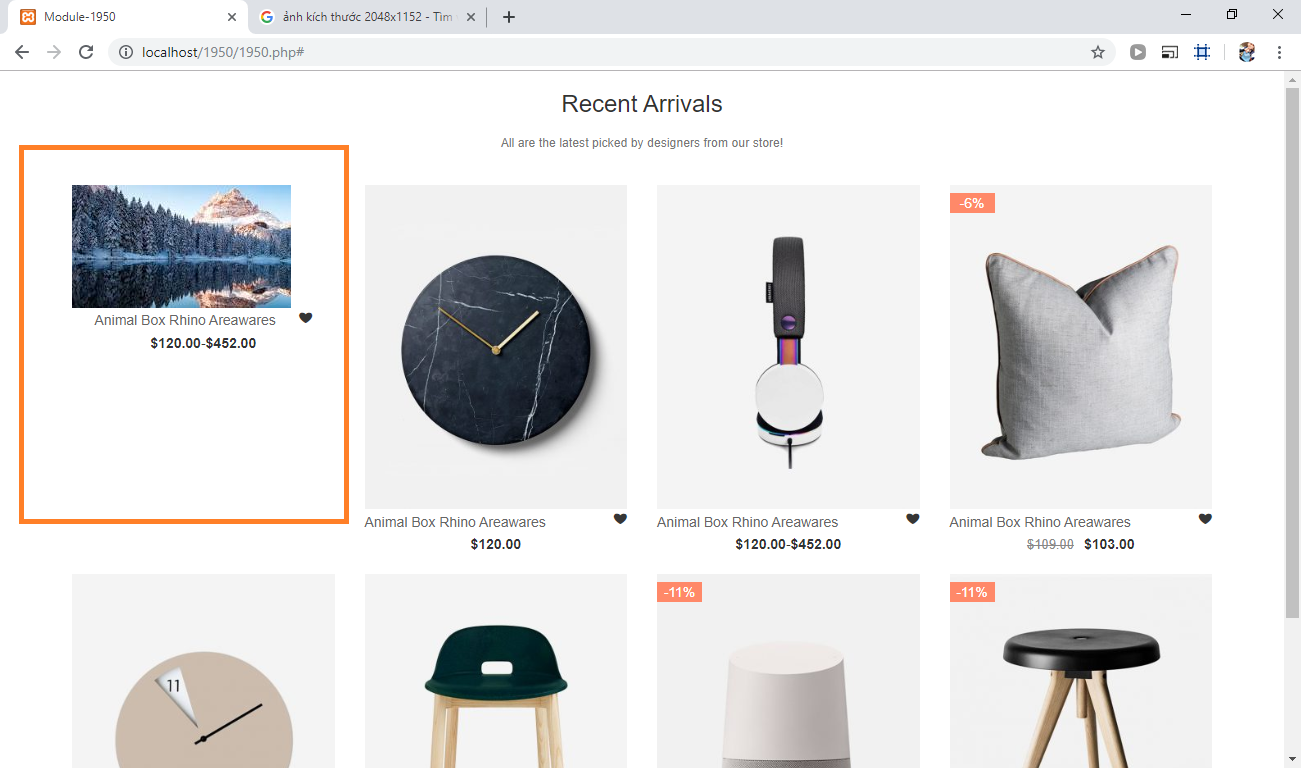 Module-1950
ảnh kích thước 2048x1152 - Tìm
localhost/1950/1950.php#
Recent Arrivals
All are the latest picked by designers from our store!
Animal Box Rhino Areawares
$120.00-$452.00
Animal Box Rhino Areawares
$120.00
Animal Box Rhino Areawares
$120.00-$452.00
-6%
Animal Box Rhino Areawares
$109.00 $103.00
11
-11%
-11%